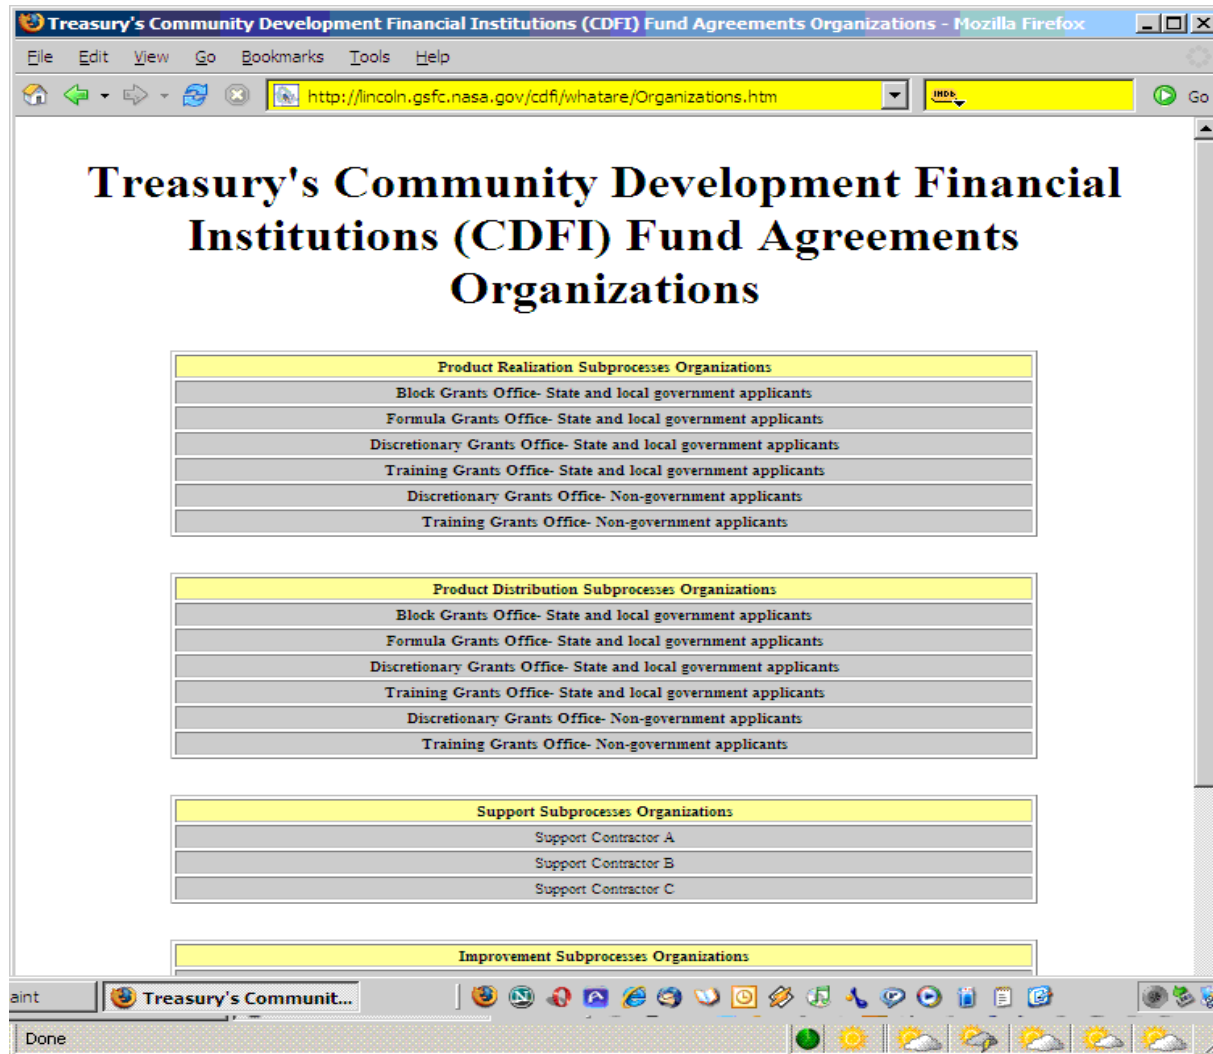 Treasury's Community Development Financial Institutions (CDFI) Fund Agreements Organizations - Mozilla Firefox
File Edit View Go Bookmarks Tools Help
http://lincoln.gsfc.nasa.gov/cdfi/whatare/Organizations.htm IMDb Go
Treasury's Community Development Financial
Institutions (CDFI) Fund Agreements
Organizations
Product Realization Subprocesses Organizations
Block Grants Office- State and local government applicants
Formula Grants Office- State and local government applicants
Discretionary Grants Office- State and local government applicants
Training Grants Office- State and local government applicants
Discretionary Grants Office- Non-government applicants
Training Grants Office- Non-government applicants
Product Distribution Subprocesses Organizations
Block Grants Office- State and local government applicants
Formula Grants Office- State and local government applicants
Discretionary Grants Office- State and local government applicants
Training Grants Office- State and local government applicants
Discretionary Grants Office- Non-government applicants
Training Grants Office- Non-government applicants
Support Subprocesses Organizations
Support Contractor A
Support Contractor B
Support Contractor C
Improvement Subprocesses Organizations
aint Treasury's Communit...
Done